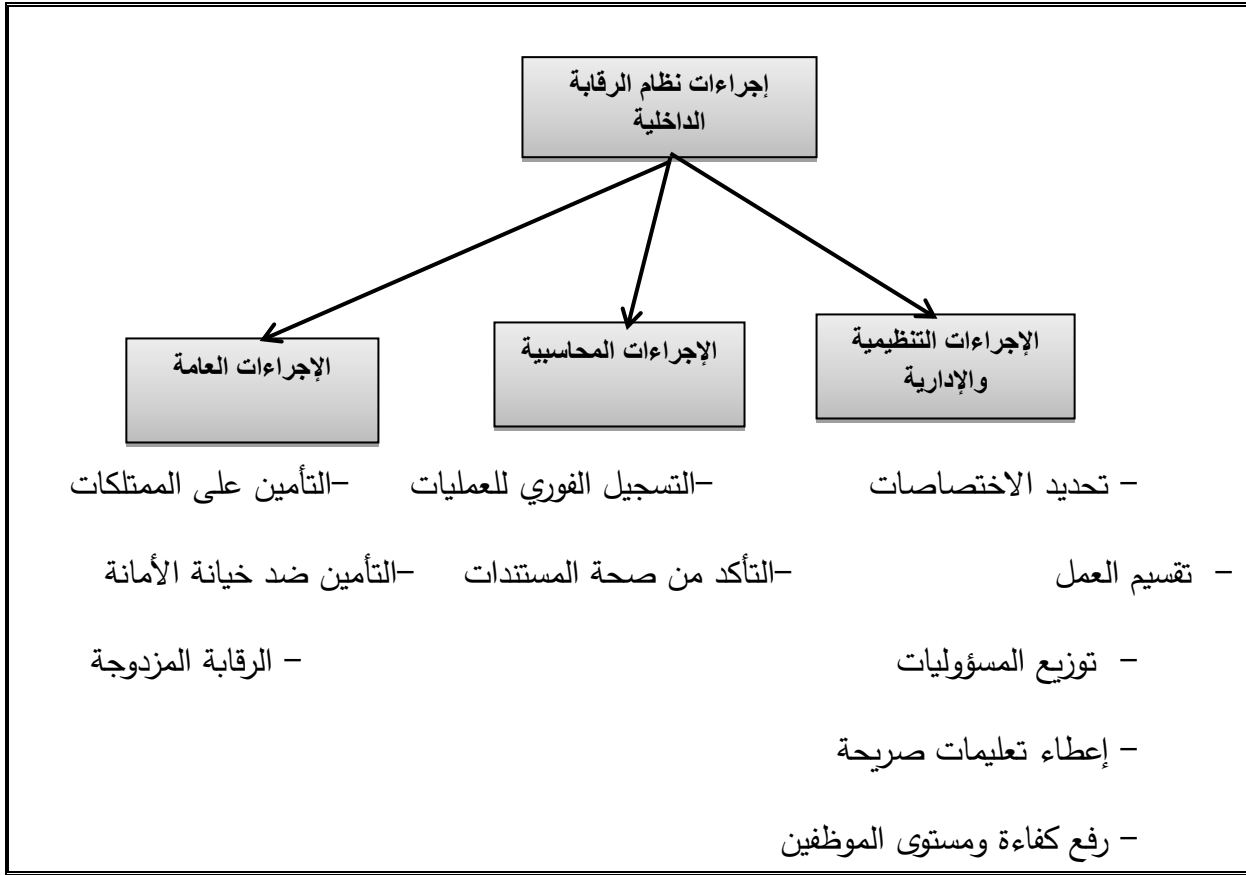 إجراءات نظام الرقابة
الداخلية
الإجراءات التنظيمية
والإدارية
الإجراءات المحاسبية
الإجراءات العامة
– تحديد الاختصاصات –التسجيل الفوري للعمليات –التأمين على الممتلكات
– تقسيم العمل –التأكد من صحة المستندات –التأمين ضد خيانة الأمانة
– توزيع المسؤوليات – الرقابة المزدوجة
– إعطاء تعليمات صريحة
– رفع كفاءة ومستوى الموظفين